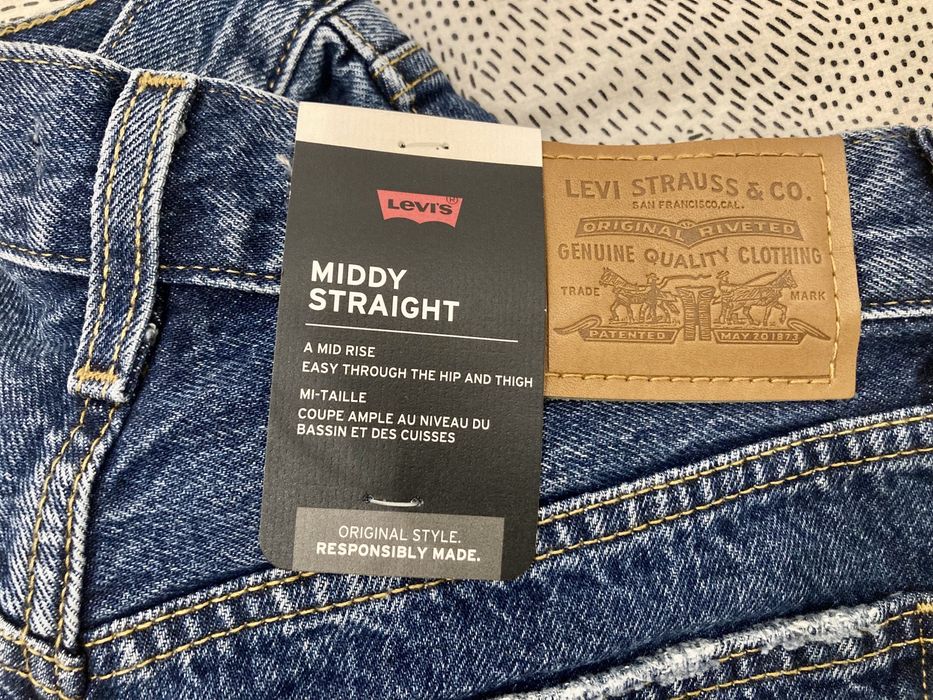 Levi's®
MIDDY
STRAIGHT
A MID RISE
EASY THROUGH THE HIP AND THIGH
MI-TAILLE
COUPE AMPLE AU NIVEAU DU
BASSIN ET DES CUISSES
ORIGINAL STYLE.
RESPONSIBLY MADE.
LEVI STRAUSS & CO.
SAN FRANCISCO, CAL.
ORIGINAL RIVETED
GENUINE QUALITY CLOTHING
TRADE MARK
PATENTED MAY 20 1873